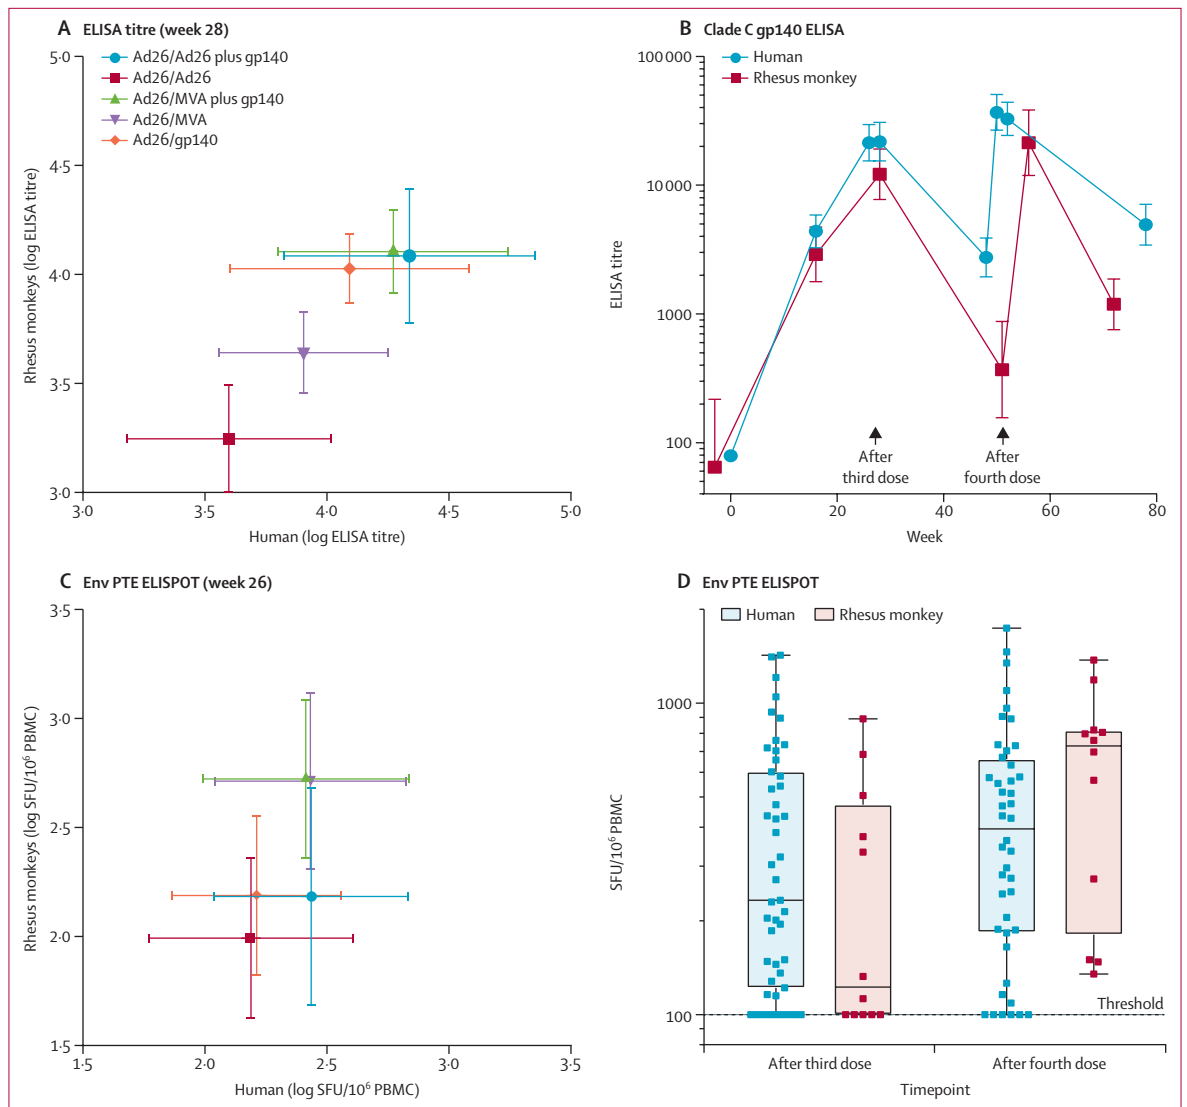 A ELISA titre (week 28)
Ad26/Ad26 plus gp140
Ad26/Ad26
Ad26/MVA plus gp140
Ad26/MVA
Ad26/gp140
5·0
4·5
4·0
3·5
3·0
Rhesus monkeys (log ELISA titre)
3·0 3·5 4·0 4·5 5·0
Human (log ELISA titre)
B Clade C gp140 ELISA
Human
Rhesus monkey
100 000
10 000
1000
100
ELISA titre
After
third dose
After
fourth dose
0 20 40 60 80
Week
C Env PTE ELISPOT (week 26)
3·5
3·0
2·5
2·0
1·5
Rhesus monkeys (log SFU/10⁶ PBMC)
1·5 2·0 2·5 3·0 3·5
Human (log SFU/10⁶ PBMC)
D Env PTE ELISPOT
Human Rhesus monkey
1000
100
SFU/10⁶ PBMC
Threshold
After third dose After fourth dose
Timepoint